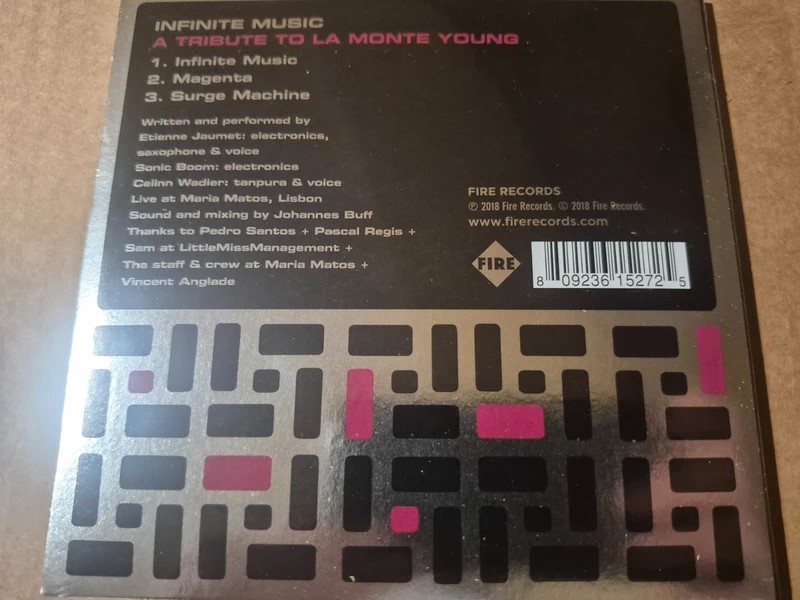 INFINITE MUSIC
A TRIBUTE TO LA MONTE YOUNG
1. Infinite Music
2. Magenta
3. Surge Machine
Written and performed by
Etienne Jaumet: electronics,
saxophone & voice
Sonic Boom: electronics
Celinn Wadier: tanpura & voice
Live at Maria Matos, Lisbon
Sound and mixing by Johannes Buff
Thanks to Pedro Santos + Pascal Regis +
Sam at LittleMissManagement +
The staff & crew at Maria Matos +
Vincent Anglade
FIRE RECORDS
℗ 2018 Fire Records. © 2018 Fire Records.
www.firerecords.com
FIRE
8 09236 15272 5